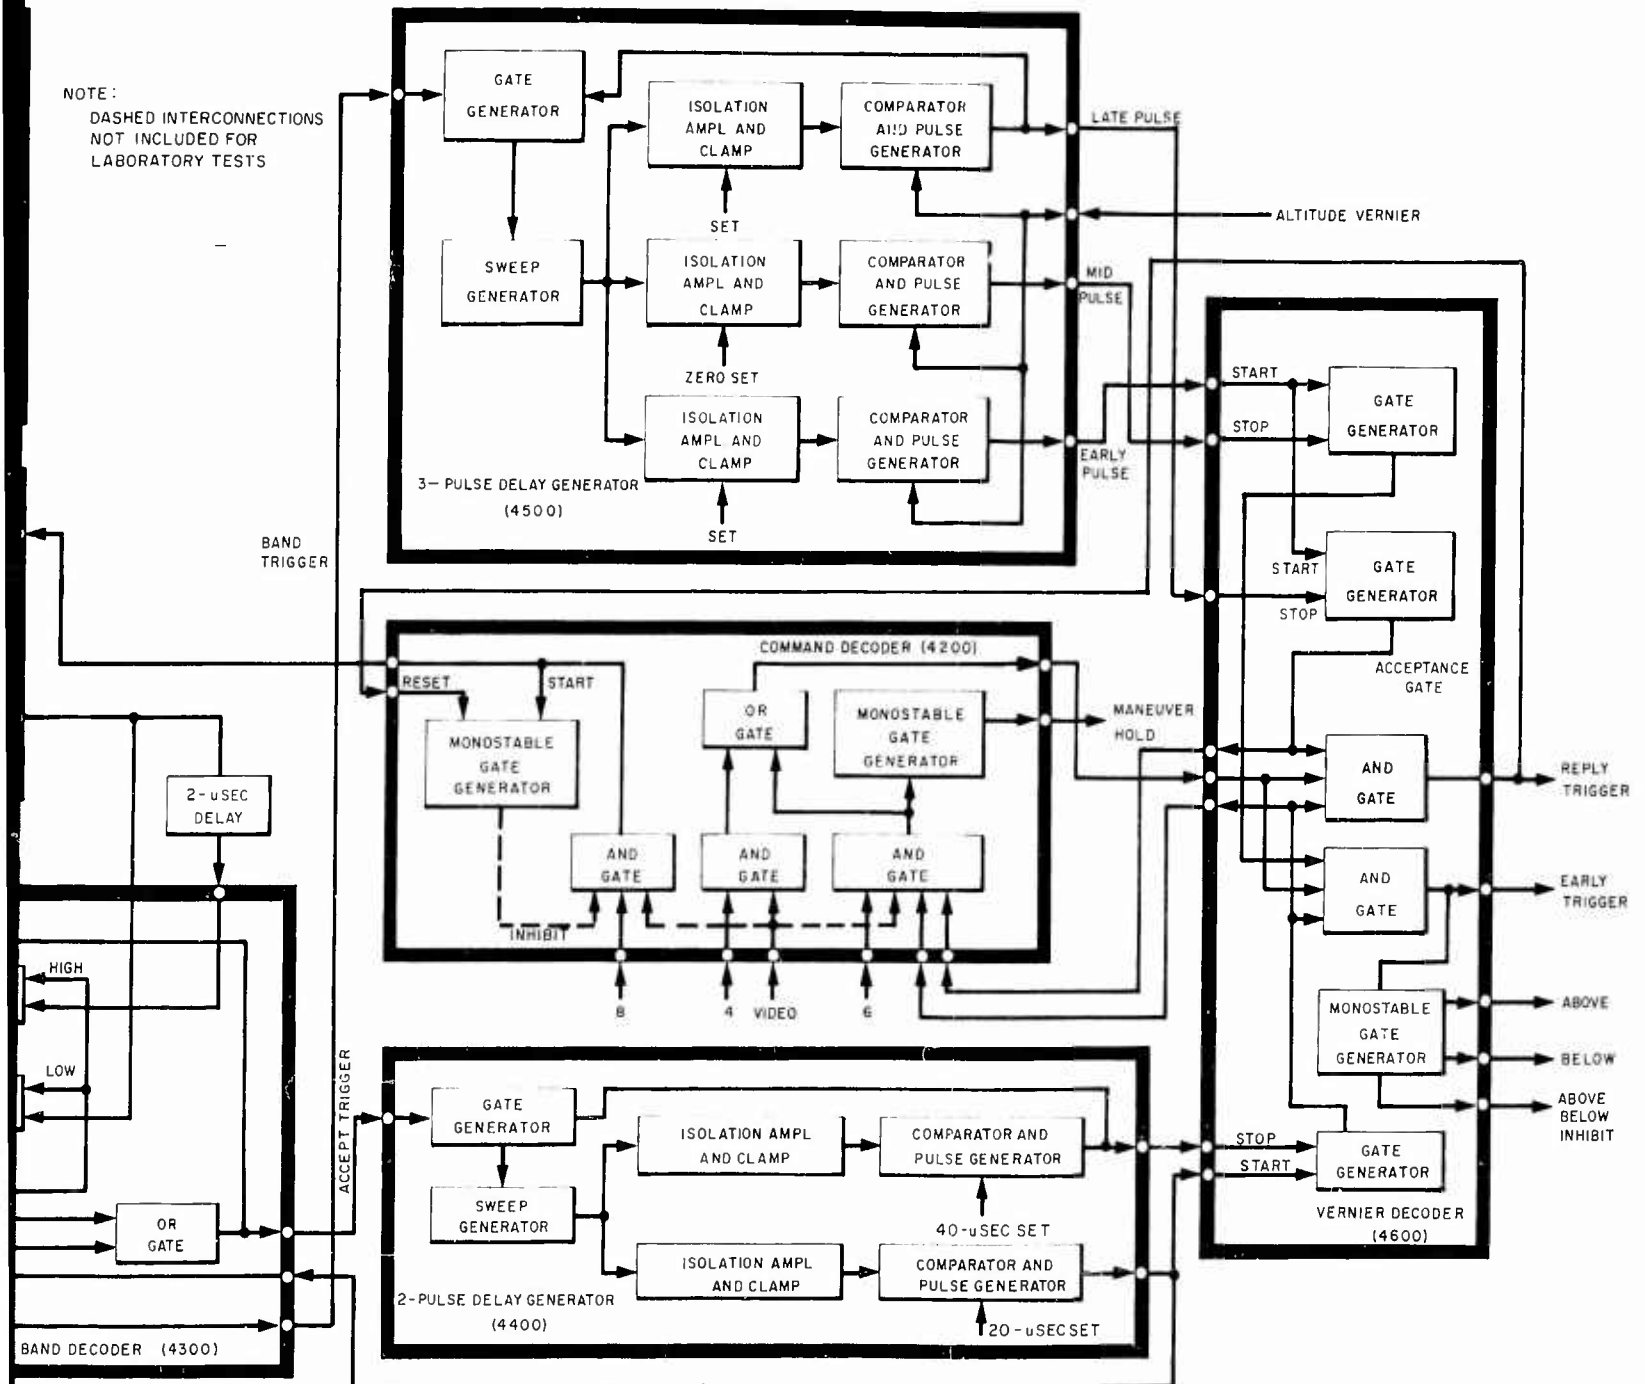 NOTE:
DASHED INTERCONNECTIONS
NOT INCLUDED FOR
LABORATORY TESTS
GATE
GENERATOR
ISOLATION
AMPL AND
CLAMP
COMPARATOR
AND PULSE
GENERATOR
LATE PULSE
SET
ALTITUDE VERNIER
SWEEP
GENERATOR
ISOLATION
AMPL AND
CLAMP
COMPARATOR
AND PULSE
GENERATOR
MID
PULSE
ZERO SET
ISOLATION
AMPL AND
CLAMP
COMPARATOR
AND PULSE
GENERATOR
EARLY
PULSE
3- PULSE DELAY GENERATOR
(4500)
SET
BAND
TRIGGER
START
STOP
GATE
GENERATOR
START
STOP
GATE
GENERATOR
ACCEPTANCE
GATE
COMMAND DECODER (4200)
RESET
START
MONOSTABLE
GATE
GENERATOR
OR
GATE
MONOSTABLE
GATE
GENERATOR
MANEUVER
HOLD
AND
GATE
AND
GATE
AND
GATE
INHIBIT
8
4
VIDEO
6
AND
GATE
REPLY
TRIGGER
AND
GATE
EARLY
TRIGGER
MONOSTABLE
GATE
GENERATOR
ABOVE
BELOW
ABOVE
BELOW
INHIBIT
STOP
START
GATE
GENERATOR
VERNIER DECODER
(4600)
2-uSEC
DELAY
HIGH
LOW
OR
GATE
ACCEPT TRIGGER
BAND DECODER (4300)
GATE
GENERATOR
ISOLATION AMPL
AND CLAMP
COMPARATOR AND
PULSE GENERATOR
SWEEP
GENERATOR
40-uSEC SET
ISOLATION AMPL
AND CLAMP
COMPARATOR AND
PULSE GENERATOR
2-PULSE DELAY GENERATOR
(4400)
20-uSEC SET